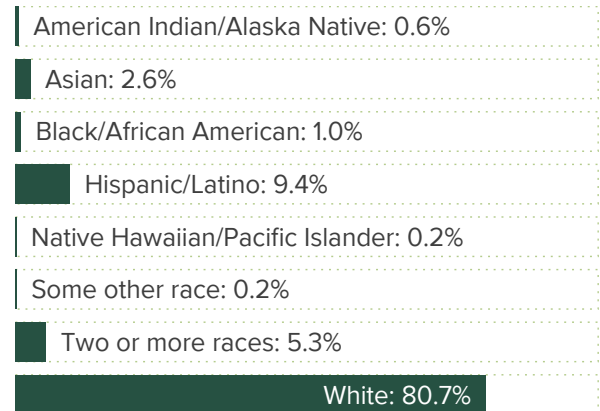 American Indian/Alaska Native: 0.6%
Asian: 2.6%
Black/African American: 1.0%
Hispanic/Latino: 9.4%
Native Hawaiian/Pacific Islander: 0.2%
Some other race: 0.2%
Two or more races: 5.3%
White: 80.7%